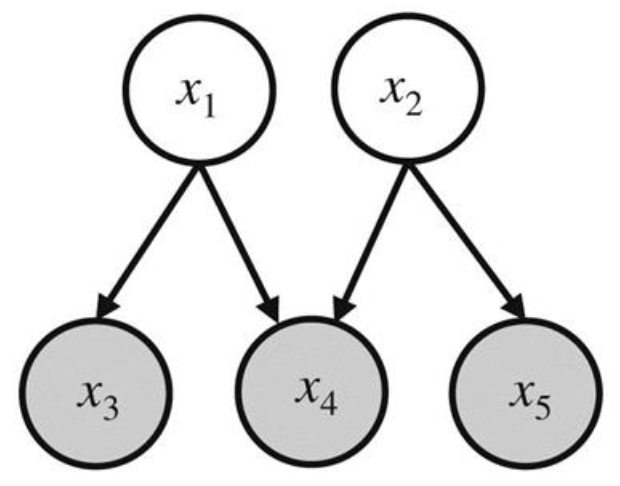 x₁ x₂
x₃ x₄ x₅